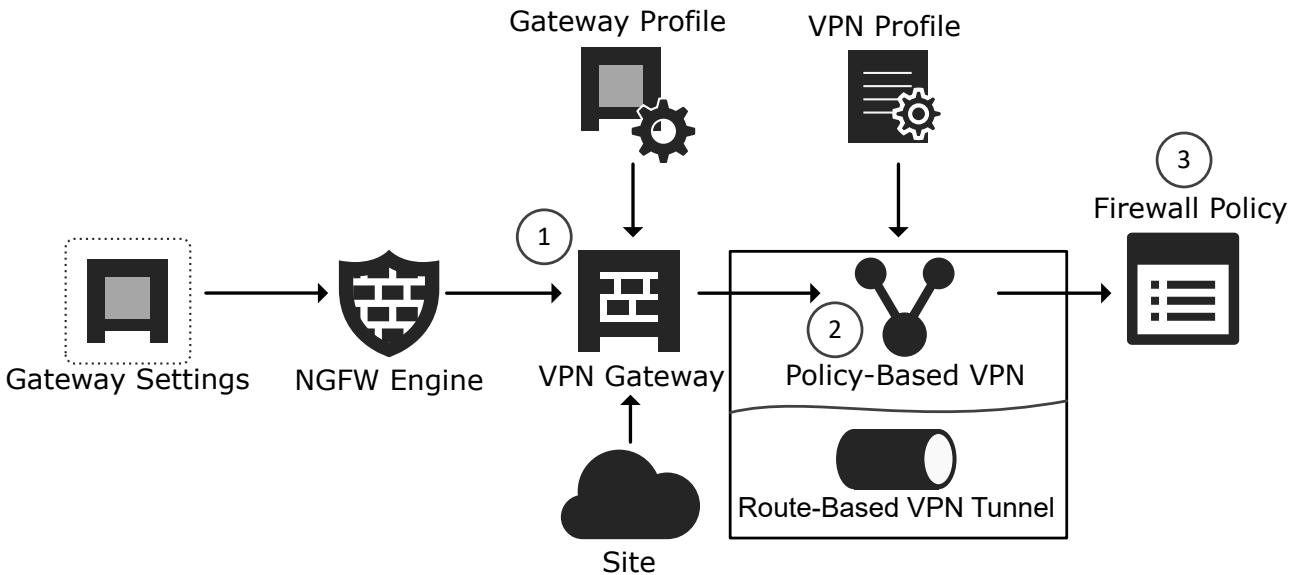 Gateway Profile
VPN Profile
3
Firewall Policy
1
2
Gateway Settings
NGFW Engine
VPN Gateway
Policy-Based VPN
Route-Based VPN Tunnel
Site